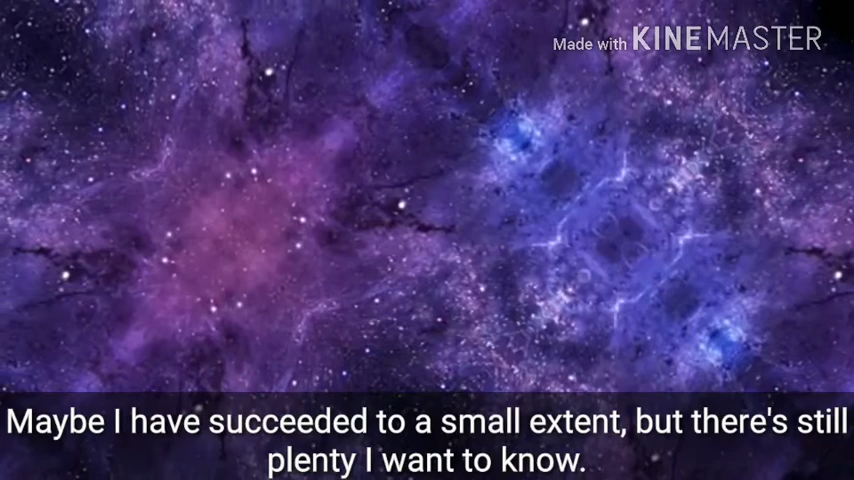 Made with KINEMASTER
Maybe I have succeeded to a small extent, but there's still
plenty I want to know.